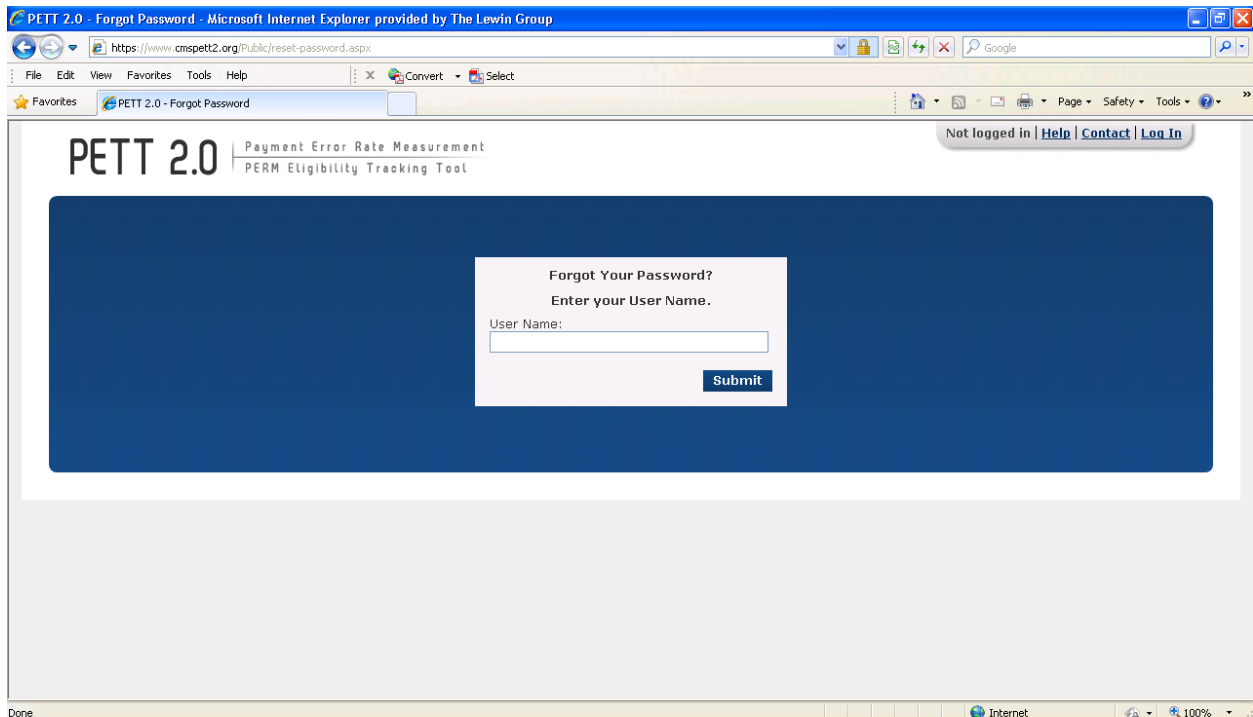 PETT 2.0 - Forgot Password - Microsoft Internet Explorer provided by The Lewin Group
https://www.cmspett2.org/Public/reset-password.aspx
Google
File Edit View Favorites Tools Help
x Convert Select
Favorites
PETT 2.0 - Forgot Password
Page Safety Tools »
Not logged in | Help | Contact | Log In
PETT 2.0
Payment Error Rate Measurement
PERM Eligibility Tracking Tool
Forgot Your Password?
Enter your User Name.
User Name:
Submit
Done
Internet
100%